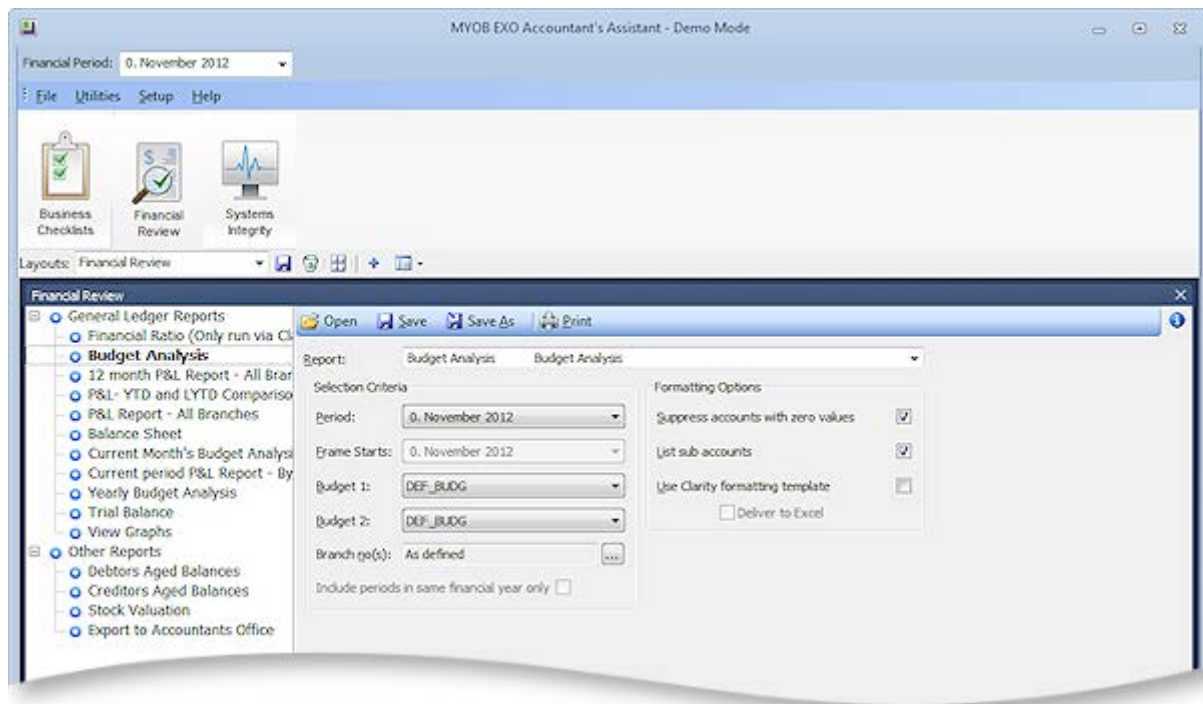 MYOB EXO Accountant's Assistant - Demo Mode
Financial Period: 0. November 2012
File Utilities Setup Help
Business Checklists
Financial Review
Systems Integrity
Layouts: Financial Review
Financial Review
General Ledger Reports
Financial Ratio (Only run via Cl
Budget Analysis
12 month P&L Report - All Bran
P&L- YTD and LYTD Compariso
P&L Report - All Branches
Balance Sheet
Current Month's Budget Analysi
Current period P&L Report - By
Yearly Budget Analysis
Trial Balance
View Graphs
Other Reports
Debtors Aged Balances
Creditors Aged Balances
Stock Valuation
Export to Accountants Office
Open Save Save As Print
Report: Budget Analysis Budget Analysis
Selection Criteria
Period: 0. November 2012
Frame Starts: 0. November 2012
Budget 1: DEF_BUDG
Budget 2: DEF_BUDG
Branch no(s): As defined ...
Include periods in same financial year only
Formatting Options
Suppress accounts with zero values
List sub accounts
Use Clarity formatting template
Deliver to Excel